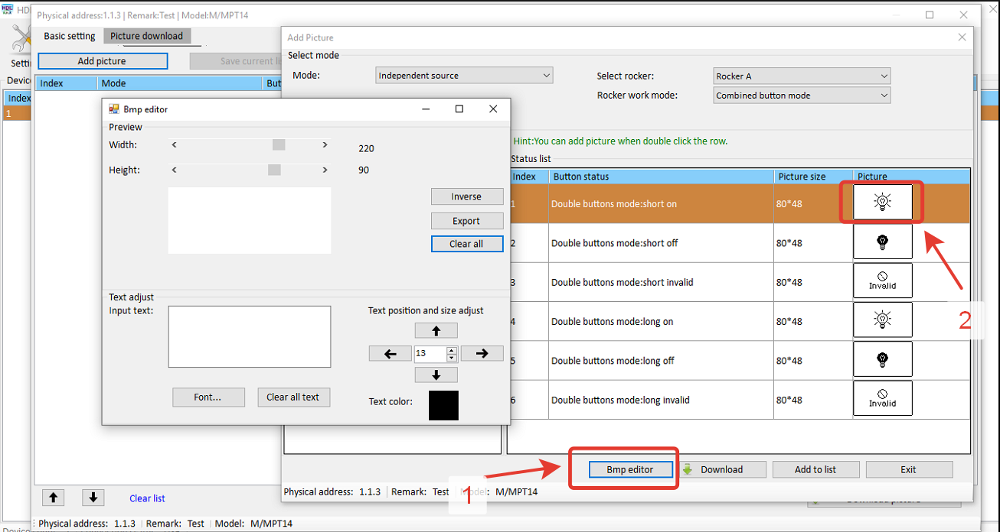 HDL
Physical address:1.1.3 | Remark:Test | Model:M/MPT14
Basic setting
Picture download
Add picture
Save current li
Index
Mode
But
Add Picture
Select mode
Mode:
Independent source
Select rocker:
Rocker A
Rocker work mode:
Combined button mode
Hint:You can add picture when double click the row.
Status list
Index
Button status
Picture size
Picture
1
Double buttons mode:short on
80*48
2
Double buttons mode:short off
80*48
3
Double buttons mode:short invalid
80*48
Invalid
4
Double buttons mode:long on
80*48
5
Double buttons mode:long off
80*48
6
Double buttons mode:long invalid
80*48
Invalid
Bmp editor
Download
Add to list
Exit
Physical address: 1.1.3 Remark: Test Model: M/MPT14
Bmp editor
Preview
Width:
220
Height:
90
Inverse
Export
Clear all
Text adjust
Input text:
Text position and size adjust
13
Font...
Clear all text
Text color:
Settin
Device
Index
1
1
2
Clear list
Physical address: 1.1.3 Remark: Test Model: M/MPT14